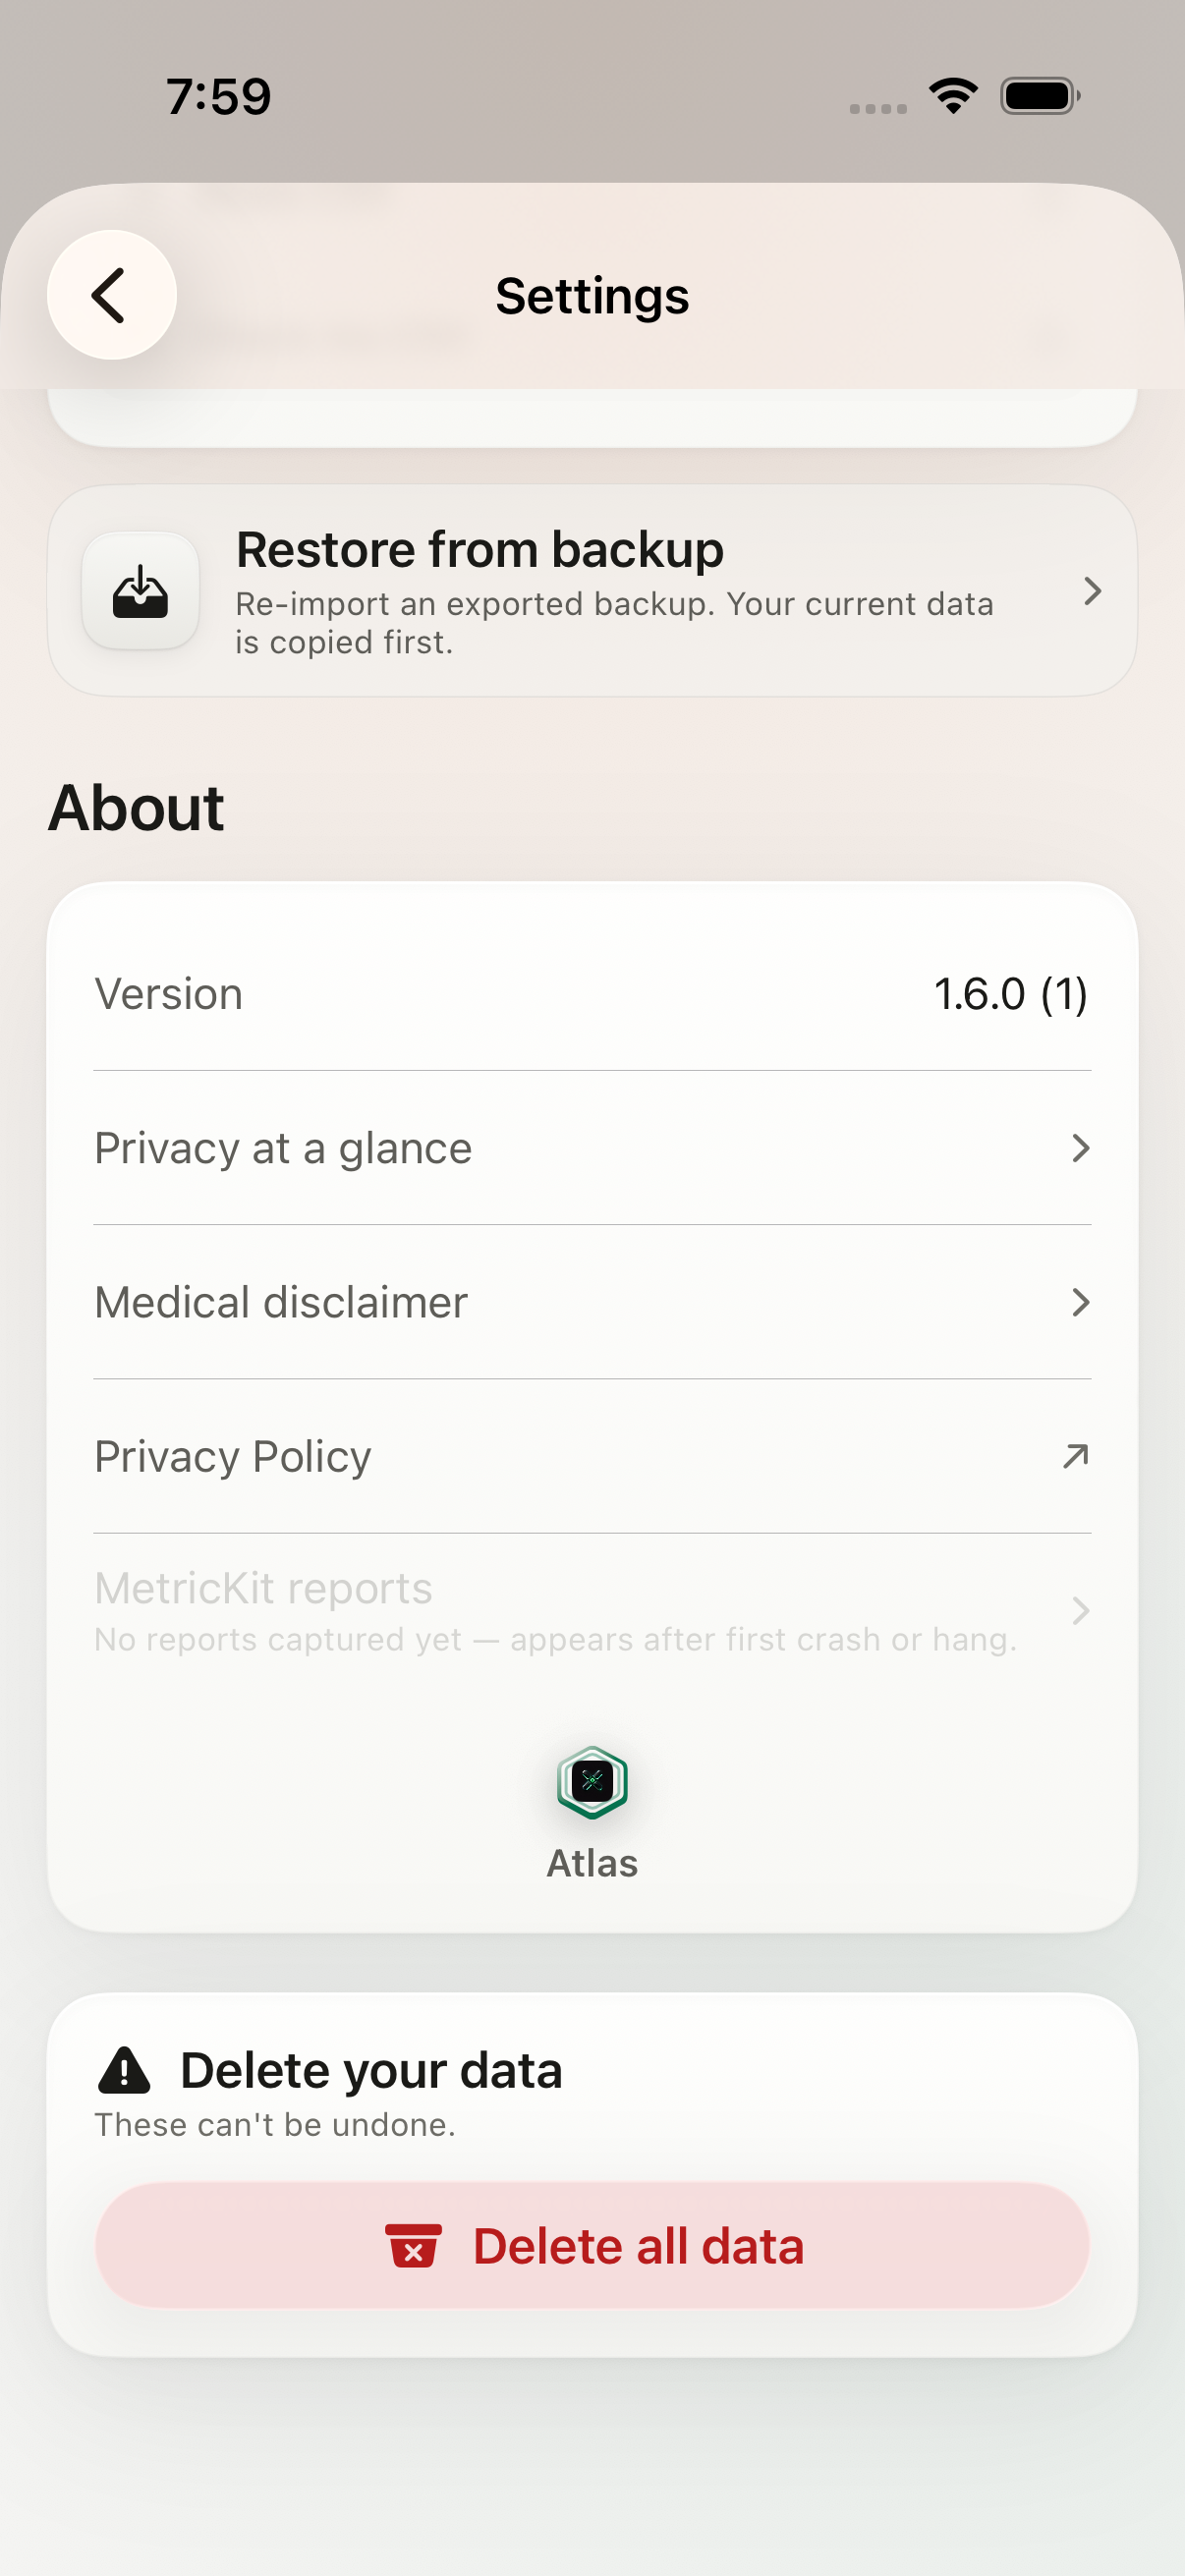 7:59
Settings
Restore from backup
Re-import an exported backup. Your current data
is copied first.
About
Version
1.6.0 (1)
Privacy at a glance
Medical disclaimer
Privacy Policy
MetricKit reports
No reports captured yet — appears after first crash or hang.
Atlas
Delete your data
These can't be undone.
Delete all data